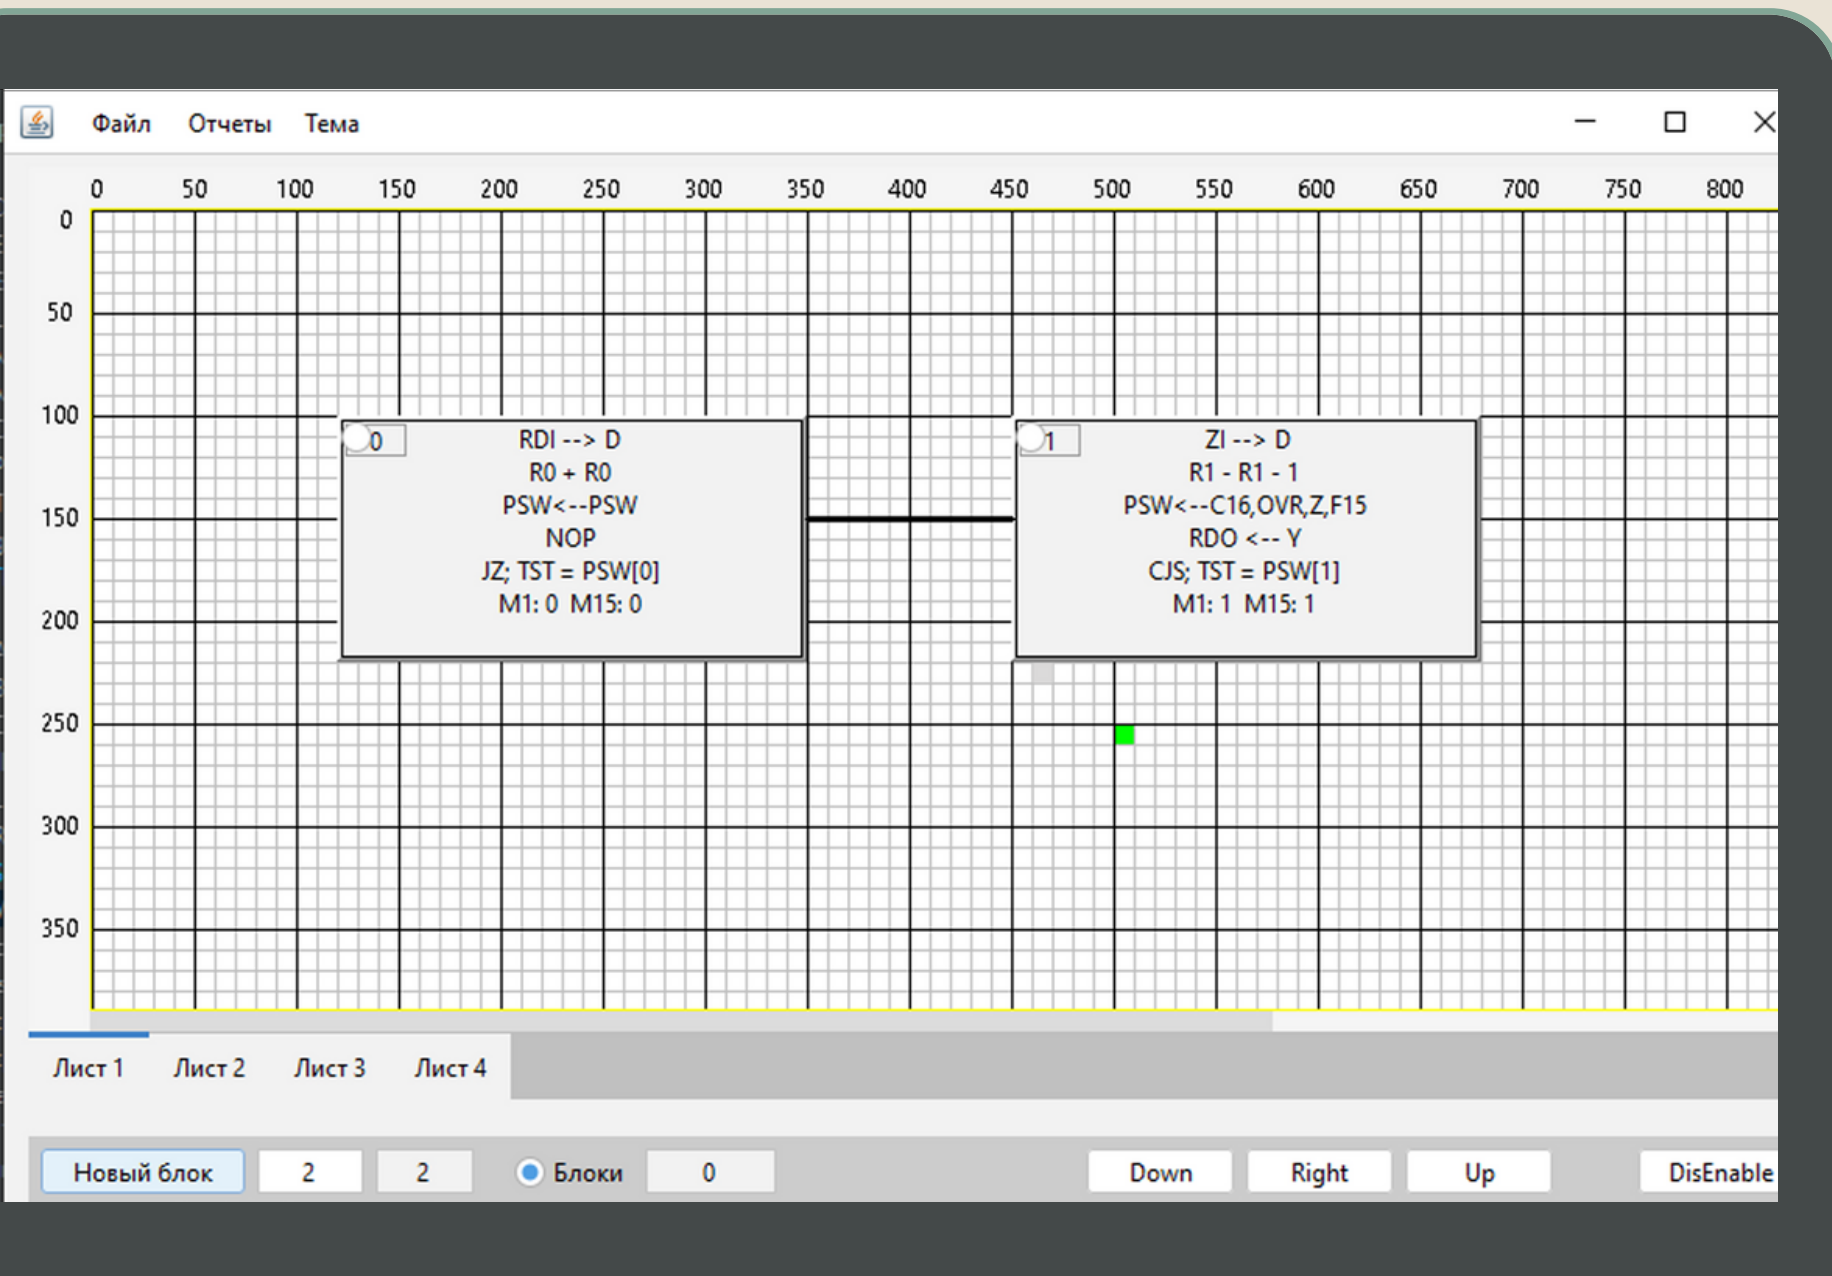 Файл Отчеты Тема
0 50 100 150 200 250 300 350 400 450 500 550 600 650 700 750 800
0
50
100
150
200
250
300
350
0
RDI --> D
R0 + R0
PSW<--PSW
NOP
JZ; TST = PSW[0]
M1: 0 M15: 0
1
ZI --> D
R1 - R1 - 1
PSW<--C16,OVR,Z,F15
RDO <-- Y
CJS; TST = PSW[1]
M1: 1 M15: 1
Лист 1 Лист 2 Лист 3 Лист 4
Новый блок 2 2 Блоки 0 Down Right Up DisEnable